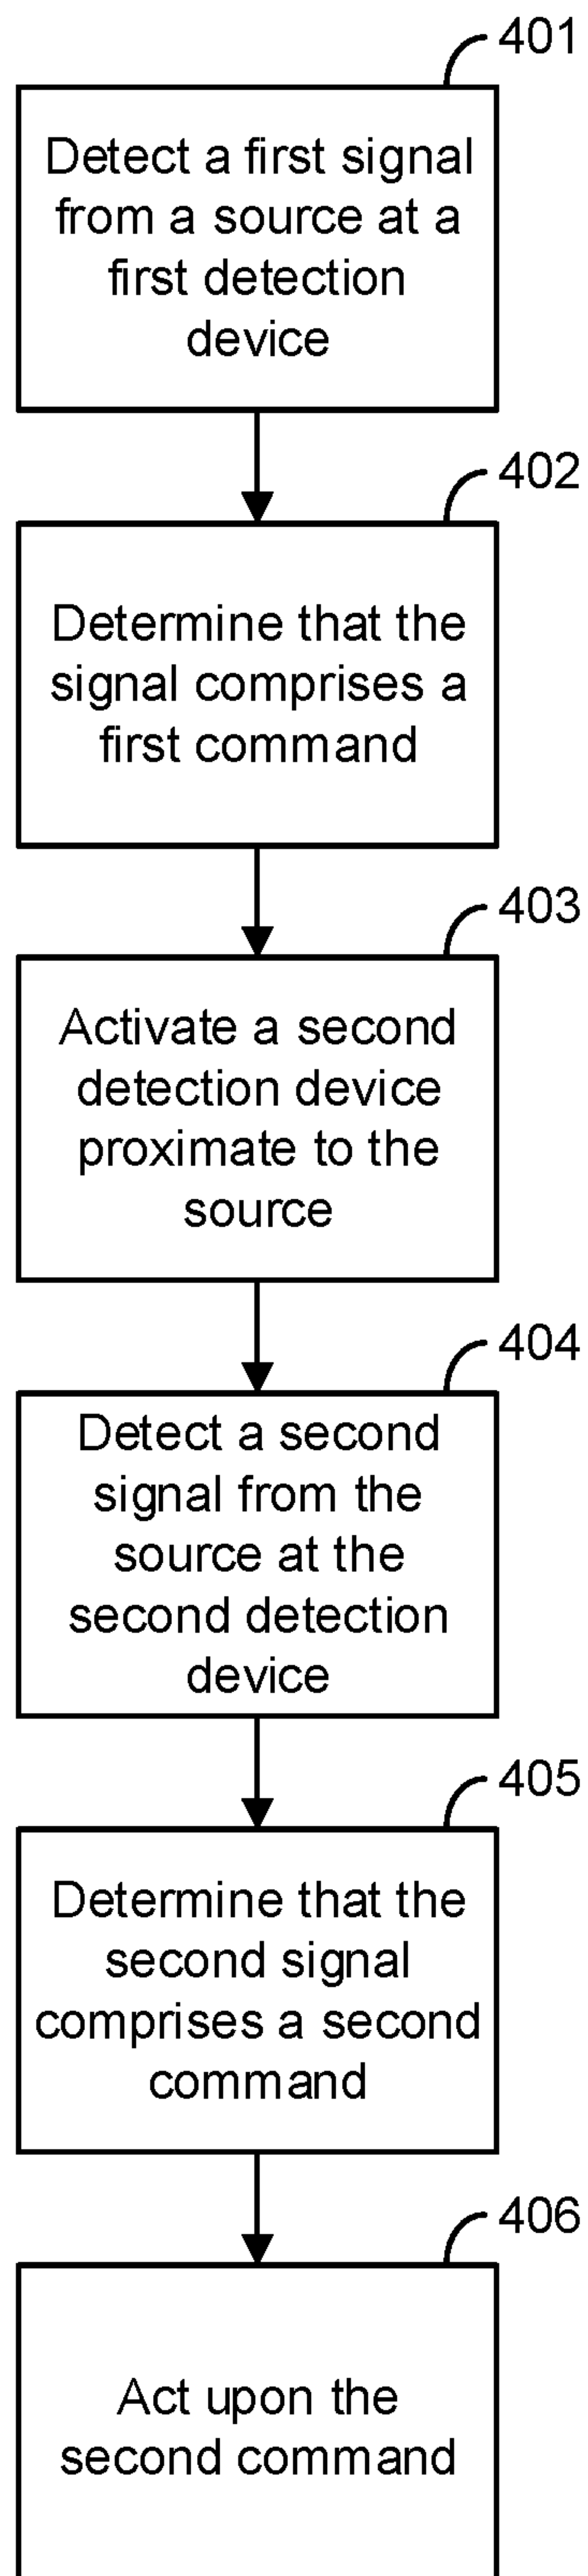 401
Detect a first signal
from a source at a
first detection
device
402
Determine that the
signal comprises a
first command
403
Activate a second
detection device
proximate to the
source
404
Detect a second
signal from the
source at the
second detection
device
405
Determine that the
second signal
comprises a second
command
406
Act upon the
second command